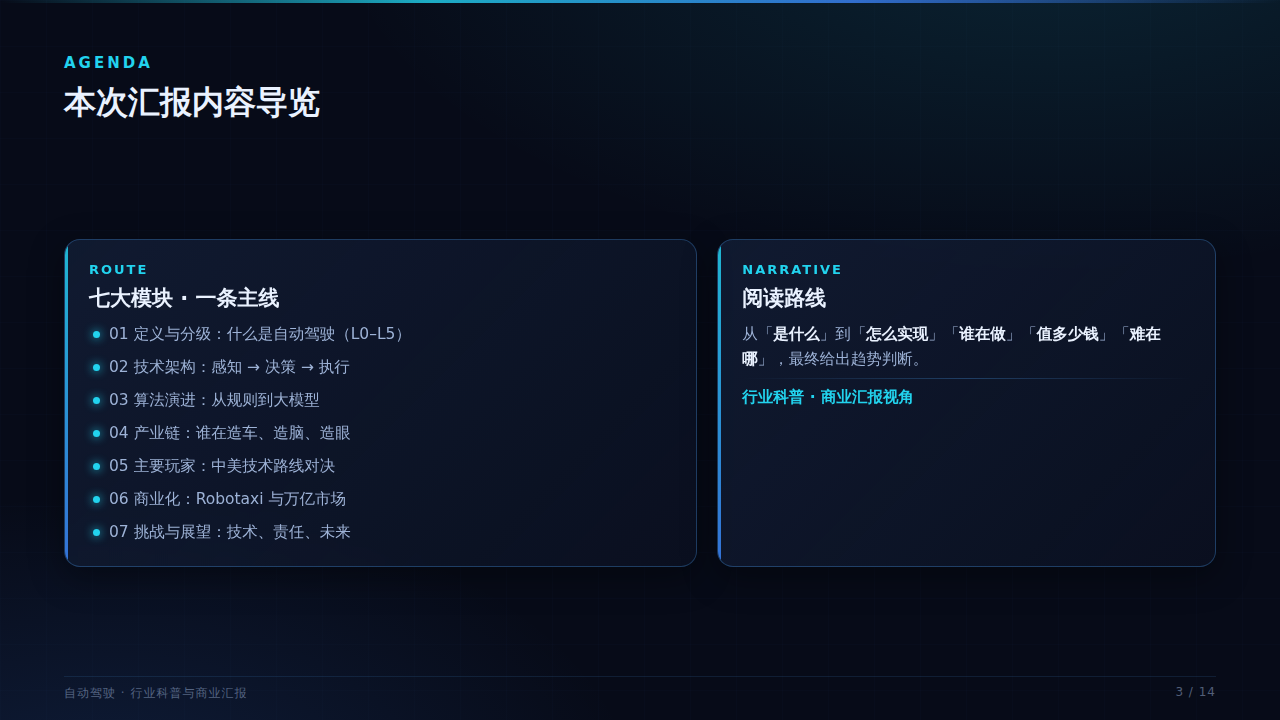 AGENDA
本次汇报内容导览
ROUTE
七大模块 · 一条主线
01 定义与分级：什么是自动驾驶（L0–L5）
02 技术架构：感知 → 决策 → 执行
03 算法演进：从规则到大模型
04 产业链：谁在造车、造脑、造眼
05 主要玩家：中美技术路线对决
06 商业化：Robotaxi 与万亿市场
07 挑战与展望：技术、责任、未来
NARRATIVE
阅读路线
从「是什么」到「怎么实现」「谁在做」「值多少钱」「难在
哪」，最终给出趋势判断。
行业科普 · 商业汇报视角
自动驾驶 · 行业科普与商业汇报
3 / 14